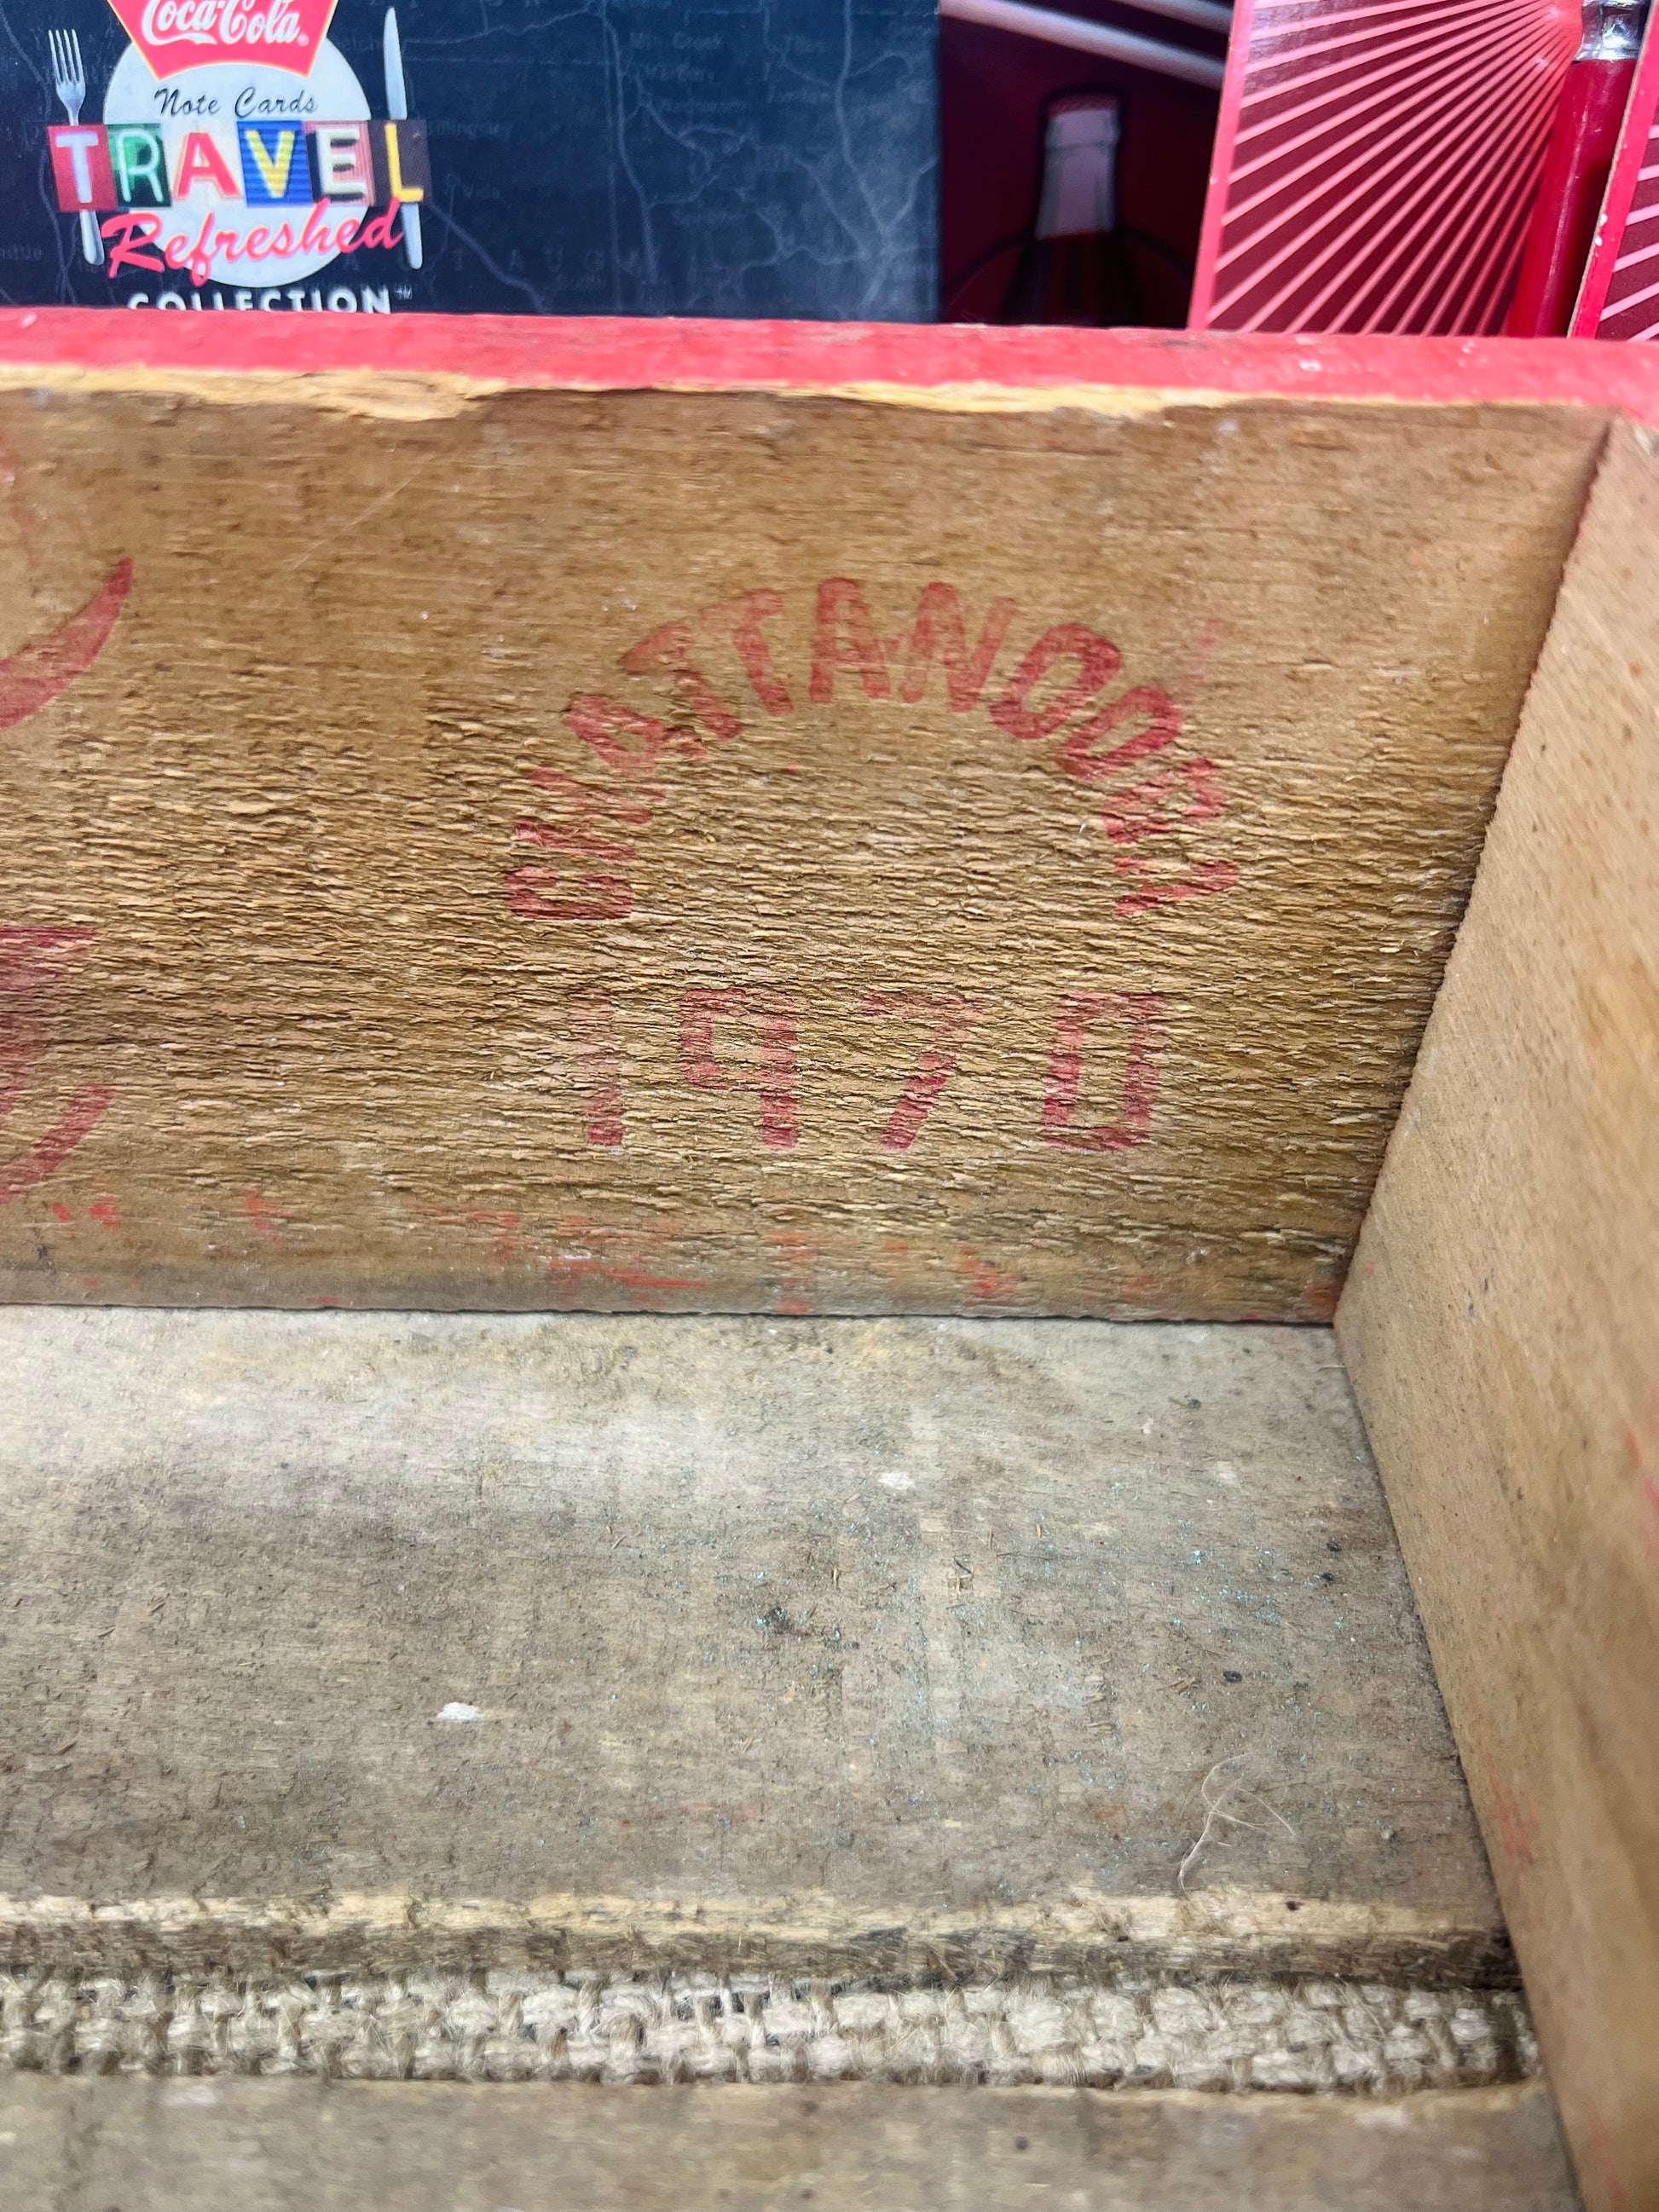 Coca-Cola
Note Cards
TRAVEL
Refreshed
COLLECTION
CHATTANOOGA
1970